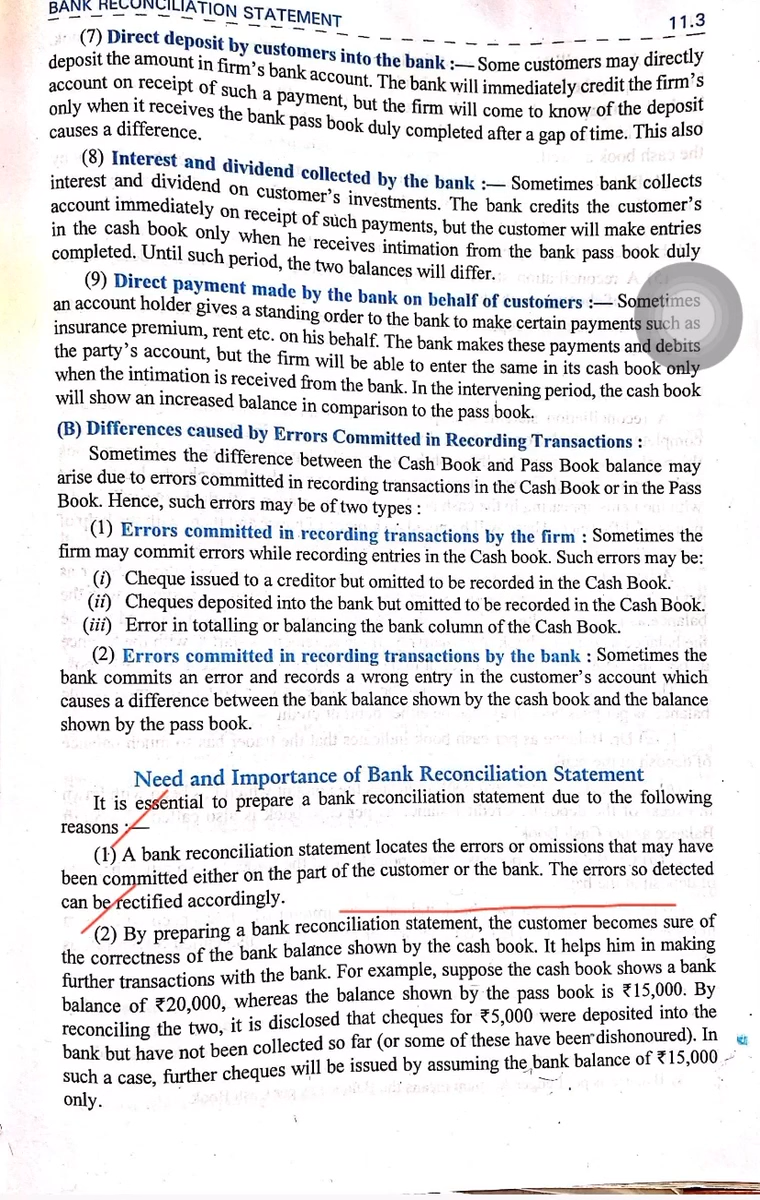 BANK RECONCILIATION STATEMENT
11.3
(7) Direct deposit by customers into the bank :— Some customers may directly
deposit the amount in firm's bank account. The bank will immediately credit the firm's
account on receipt of such a payment, but the firm will come to know of the deposit
only when it receives the bank pass book duly completed after a gap of time. This also
causes a difference.
(8) Interest and dividend collected by the bank :— Sometimes bank collects
interest and dividend on customer's investments. The bank credits the customer's
account immediately on receipt of such payments, but the customer will make entries
in the cash book only when he receives intimation from the bank pass book duly
completed. Until such period, the two balances will differ.
(9) Direct payment made by the bank on behalf of customers :— Sometimes
an account holder gives a standing order to the bank to make certain payments such as
insurance premium, rent etc. on his behalf. The bank makes these payments and debits
the party's account, but the firm will be able to enter the same in its cash book only
when the intimation is received from the bank. In the intervening period, the cash book
will show an increased balance in comparison to the pass book.
(B) Differences caused by Errors Committed in Recording Transactions :
Sometimes the difference between the Cash Book and Pass Book balance may
arise due to errors committed in recording transactions in the Cash Book or in the Pass
Book. Hence, such errors may be of two types :
(1) Errors committed in recording transactions by the firm : Sometimes the
firm may commit errors while recording entries in the Cash book. Such errors may be:
(i) Cheque issued to a creditor but omitted to be recorded in the Cash Book.
(ii) Cheques deposited into the bank but omitted to be recorded in the Cash Book.
(iii) Error in totalling or balancing the bank column of the Cash Book.
(2) Errors committed in recording transactions by the bank : Sometimes the
bank commits an error and records a wrong entry in the customer's account which
causes a difference between the bank balance shown by the cash book and the balance
shown by the pass book.
Need and Importance of Bank Reconciliation Statement
It is essential to prepare a bank reconciliation statement due to the following
reasons :—
(1) A bank reconciliation statement locates the errors or omissions that may have
been committed either on the part of the customer or the bank. The errors so detected
can be rectified accordingly.
(2) By preparing a bank reconciliation statement, the customer becomes sure of
the correctness of the bank balance shown by the cash book. It helps him in making
further transactions with the bank. For example, suppose the cash book shows a bank
balance of ₹20,000, whereas the balance shown by the pass book is ₹15,000. By
reconciling the two, it is disclosed that cheques for ₹5,000 were deposited into the
bank but have not been collected so far (or some of these have been dishonoured). In
such a case, further cheques will be issued by assuming the bank balance of ₹15,000
only.